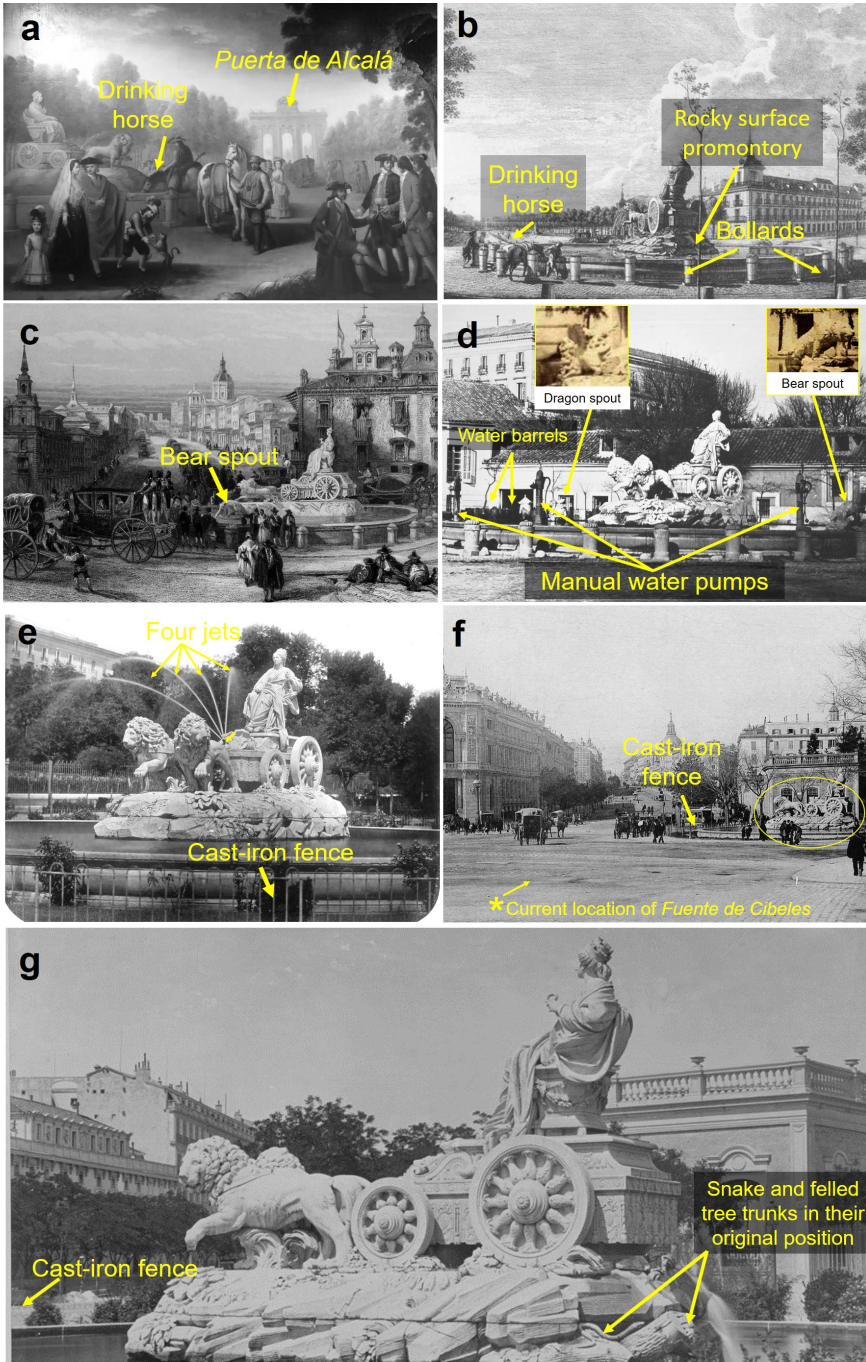 a
Puerta de Alcalá
Drinking
horse
b
Rocky surface
promontory
Drinking
horse
Bollards
c
Bear spout
d
Dragon spout
Bear spout
Water barrels
Manual water pumps
e
Four jets
Cast-iron fence
f
Cast-iron
fence
* Current location of Fuente de Cibeles
g
Snake and felled
tree trunks in their
original position
Cast-iron fence